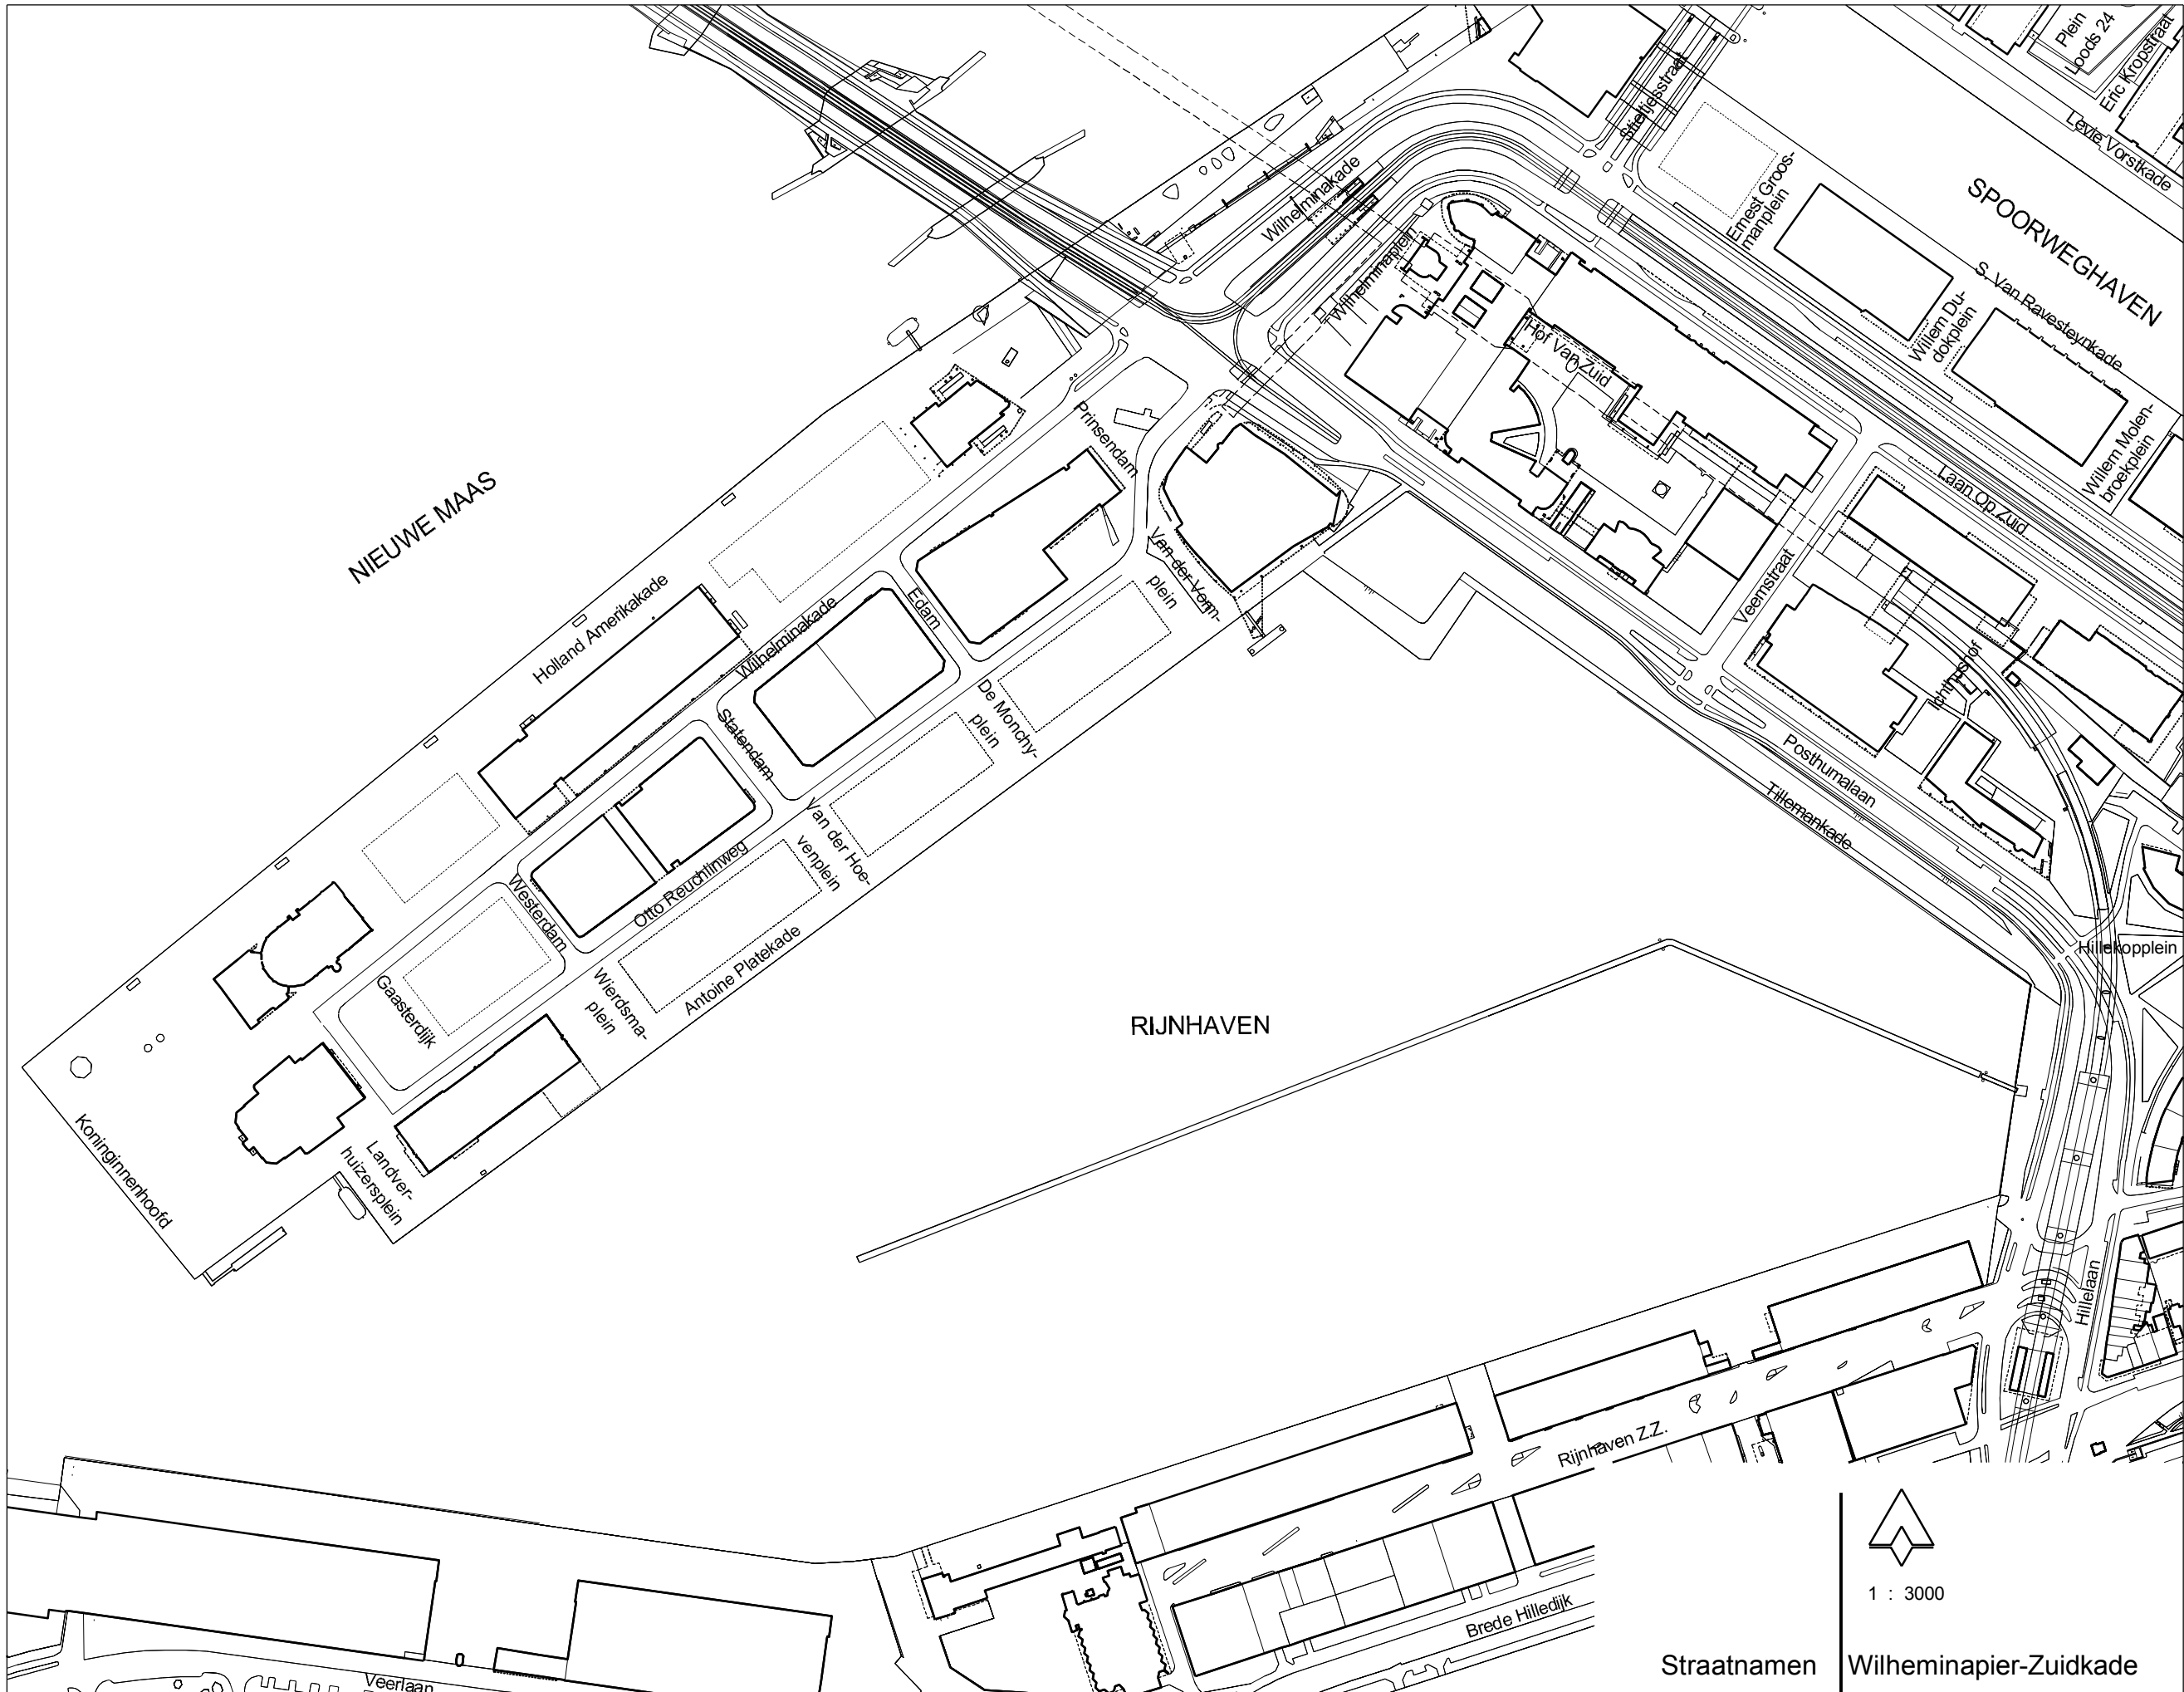 Plein
Loods 24
Eric Kropstraat
Levie Vorstkade
Stieltjesstraat
Ernest Groos-
manplein
SPOORWEGHAVEN
S. Van Ravesteynkade
Willem Du-
dokplein
Willem Molen-
broekplein
Wilhelminakade
Wilhelminaplein
Hof Van Zuid
Laan Op Zuid
Veemstraat
Ichthushof
Prinsendam
NIEUWE MAAS
Holland Amerikakade
Wilhelminakade
Edam
Van der Vorm-
plein
De Monchy-
plein
Statendam
Van der Hoe-
venplein
Otto Reuchlinweg
Westerdam
Antoine Platekade
Wierdsma-
plein
Gaasterdijk
Posthumalaan
Tillemankade
Hillekopplein
RIJNHAVEN
Koninginnenhoofd
Landver-
huizersplein
Hillelaan
Rijnhaven Z.Z.
Brede Hilledijk
Veerlaan
1 : 3000
Straatnamen
Wilheminapier-Zuidkade